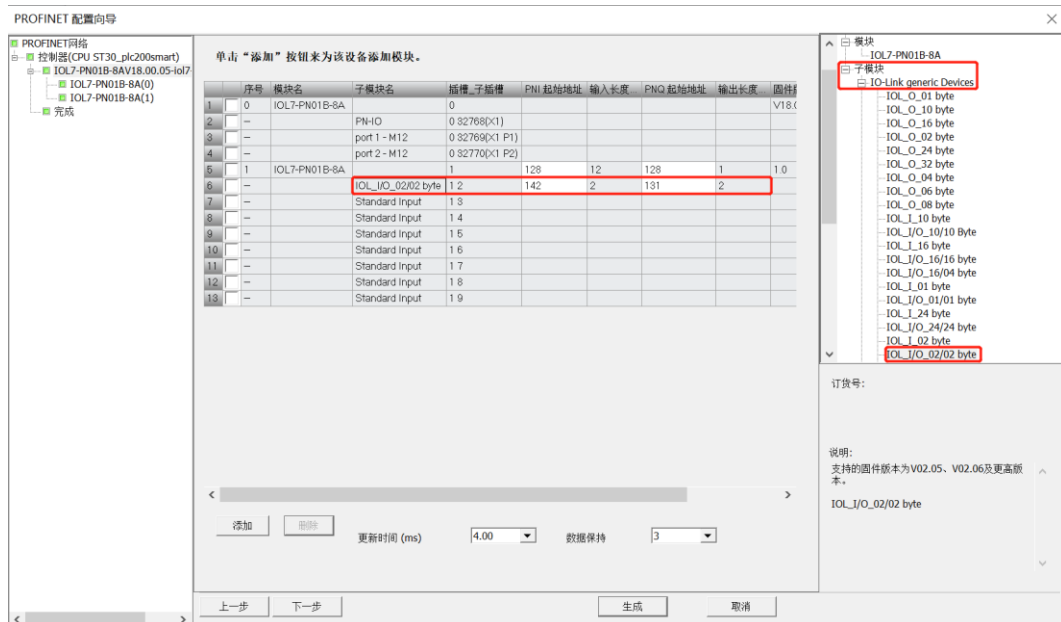 PROFINET 配置向导
PROFINET网络
控制器(CPU ST30_plc200smart)
IOL7-PN01B-8AV18.00.05-iol7-
IOL7-PN01B-8A(0)
IOL7-PN01B-8A(1)
完成
单击“添加”按钮来为该设备添加模块。
序号 模块名 子模块名 插槽_子插槽 PNI 起始地址 输入长度... PNQ 起始地址 输出长度... 固件版
1 0 IOL7-PN01B-8A 0 V18.0
2 -- PN-IO 0 32768(X1)
3 -- port 1 - M12 0 32769(X1 P1)
4 -- port 2 - M12 0 32770(X1 P2)
5 1 IOL7-PN01B-8A 1 128 12 128 1 1.0
6 -- IOL_I/O_02/02 byte 1 2 142 2 131 2
7 -- Standard Input 1 3
8 -- Standard Input 1 4
9 -- Standard Input 1 5
10 -- Standard Input 1 6
11 -- Standard Input 1 7
12 -- Standard Input 1 8
13 -- Standard Input 1 9
添加 删除 更新时间 (ms) 4.00 数据保持 3
上一步 下一步 生成 取消
模块
IOL7-PN01B-8A
子模块
IO-Link generic Devices
IOL_O_01 byte
IOL_O_10 byte
IOL_O_16 byte
IOL_O_02 byte
IOL_O_24 byte
IOL_O_32 byte
IOL_O_04 byte
IOL_O_06 byte
IOL_O_08 byte
IOL_I_10 byte
IOL_I/O_10/10 Byte
IOL_I_16 byte
IOL_I/O_16/16 byte
IOL_I/O_16/04 byte
IOL_I_01 byte
IOL_I/O_01/01 byte
IOL_I_24 byte
IOL_I/O_24/24 byte
IOL_I_02 byte
IOL_I/O_02/02 byte
订货号:
说明:
支持的固件版本为V02.05、V02.06及更高版
本。
IOL_I/O_02/02 byte